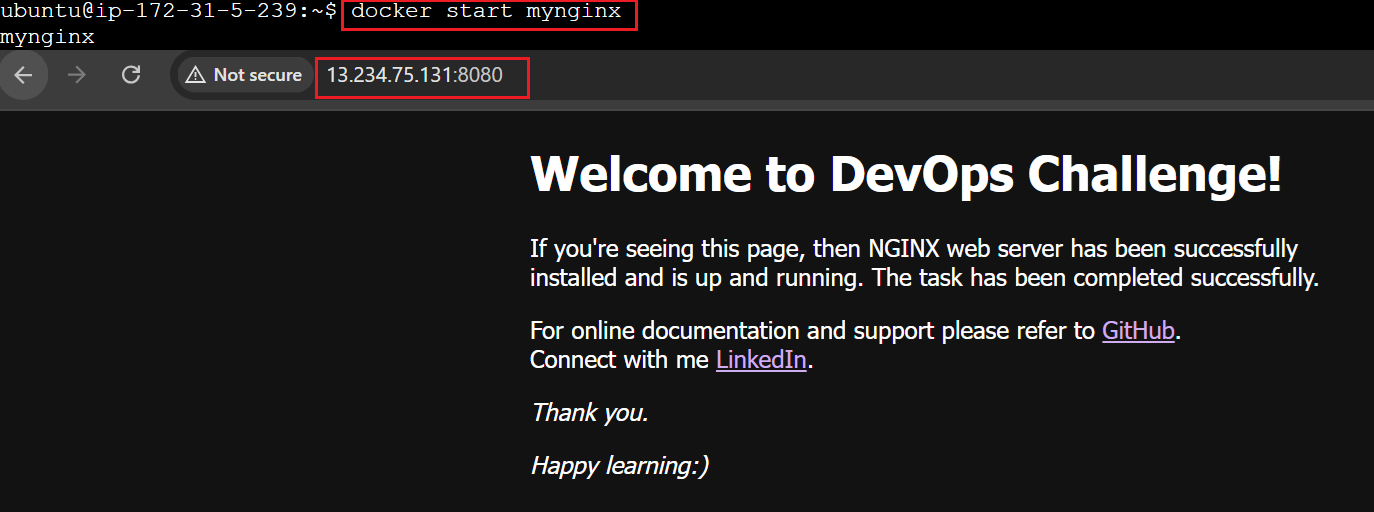 ubuntu@ip-172-31-5-239:~$ docker start mynginx
mynginx
Not secure 13.234.75.131:8080
Welcome to DevOps Challenge!
If you're seeing this page, then NGINX web server has been successfully
installed and is up and running. The task has been completed successfully.
For online documentation and support please refer to GitHub.
Connect with me LinkedIn.
Thank you.
Happy learning:)